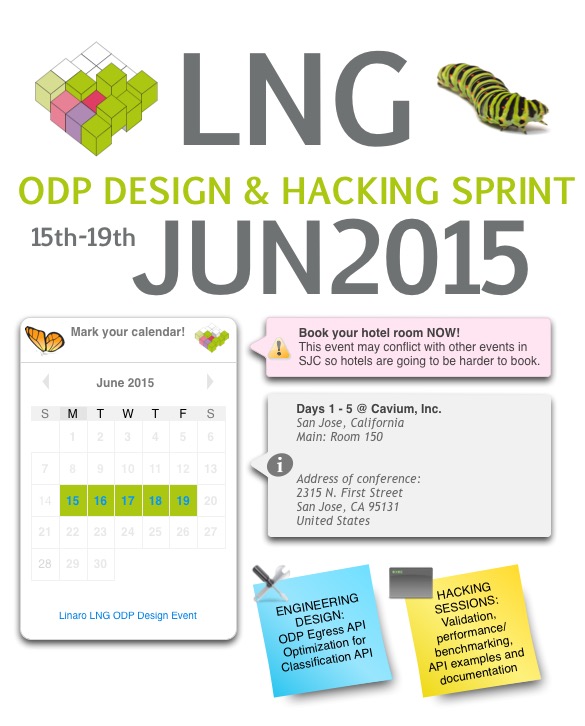 LNG
ODP DESIGN & HACKING SPRINT
15th-19th JUN2015
Mark your calendar!
June 2015
S M T W T F S
1 2 3 4 5 6
7 8 9 10 11 12 13
14 15 16 17 18 19 20
21 22 23 24 25 26 27
28 29 30
Linaro LNG ODP Design Event
Book your hotel room NOW!
This event may conflict with other events in
SJC so hotels are going to be harder to book.
Days 1 - 5 @ Cavium, Inc.
San Jose, California
Main: Room 150
Address of conference:
2315 N. First Street
San Jose, CA 95131
United States
ENGINEERING
DESIGN:
ODP Egress API
Optimization for
Classification API
HACKING
SESSIONS:
Validation,
performance/
benchmarking,
API examples and
documentation